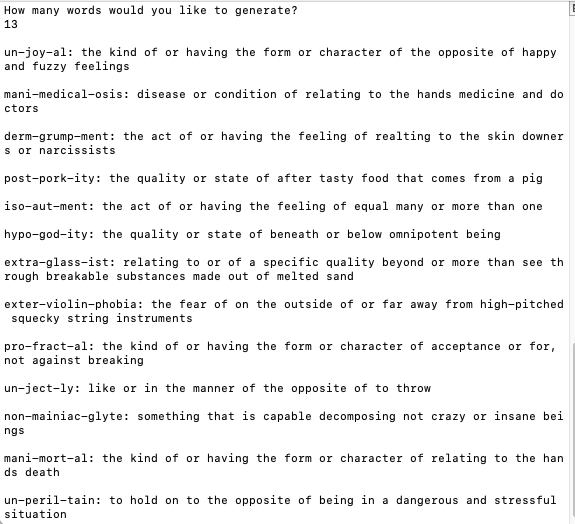 How many words would you like to generate?
13
un-joy-al: the kind of or having the form or character of the opposite of happy
and fuzzy feelings
mani-medical-osis: disease or condition of relating to the hands medicine and do
ctors
derm-grump-ment: the act of or having the feeling of realting to the skin downer
s or narcissists
post-pork-ity: the quality or state of after tasty food that comes from a pig
iso-aut-ment: the act of or having the feeling of equal many or more than one
hypo-god-ity: the quality or state of beneath or below omnipotent being
extra-glass-ist: relating to or of a specific quality beyond or more than see th
rough breakable substances made out of melted sand
exter-violin-phobia: the fear of on the outside of or far away from high-pitched
squecky string instruments
pro-fract-al: the kind of or having the form or character of acceptance or for,
not against breaking
un-ject-ly: like or in the manner of the opposite of to throw
non-mainiac-glyte: something that is capable decomposing not crazy or insane bei
ngs
mani-mort-al: the kind of or having the form or character of relating to the han
ds death
un-peril-tain: to hold on to the opposite of being in a dangerous and stressful
situation